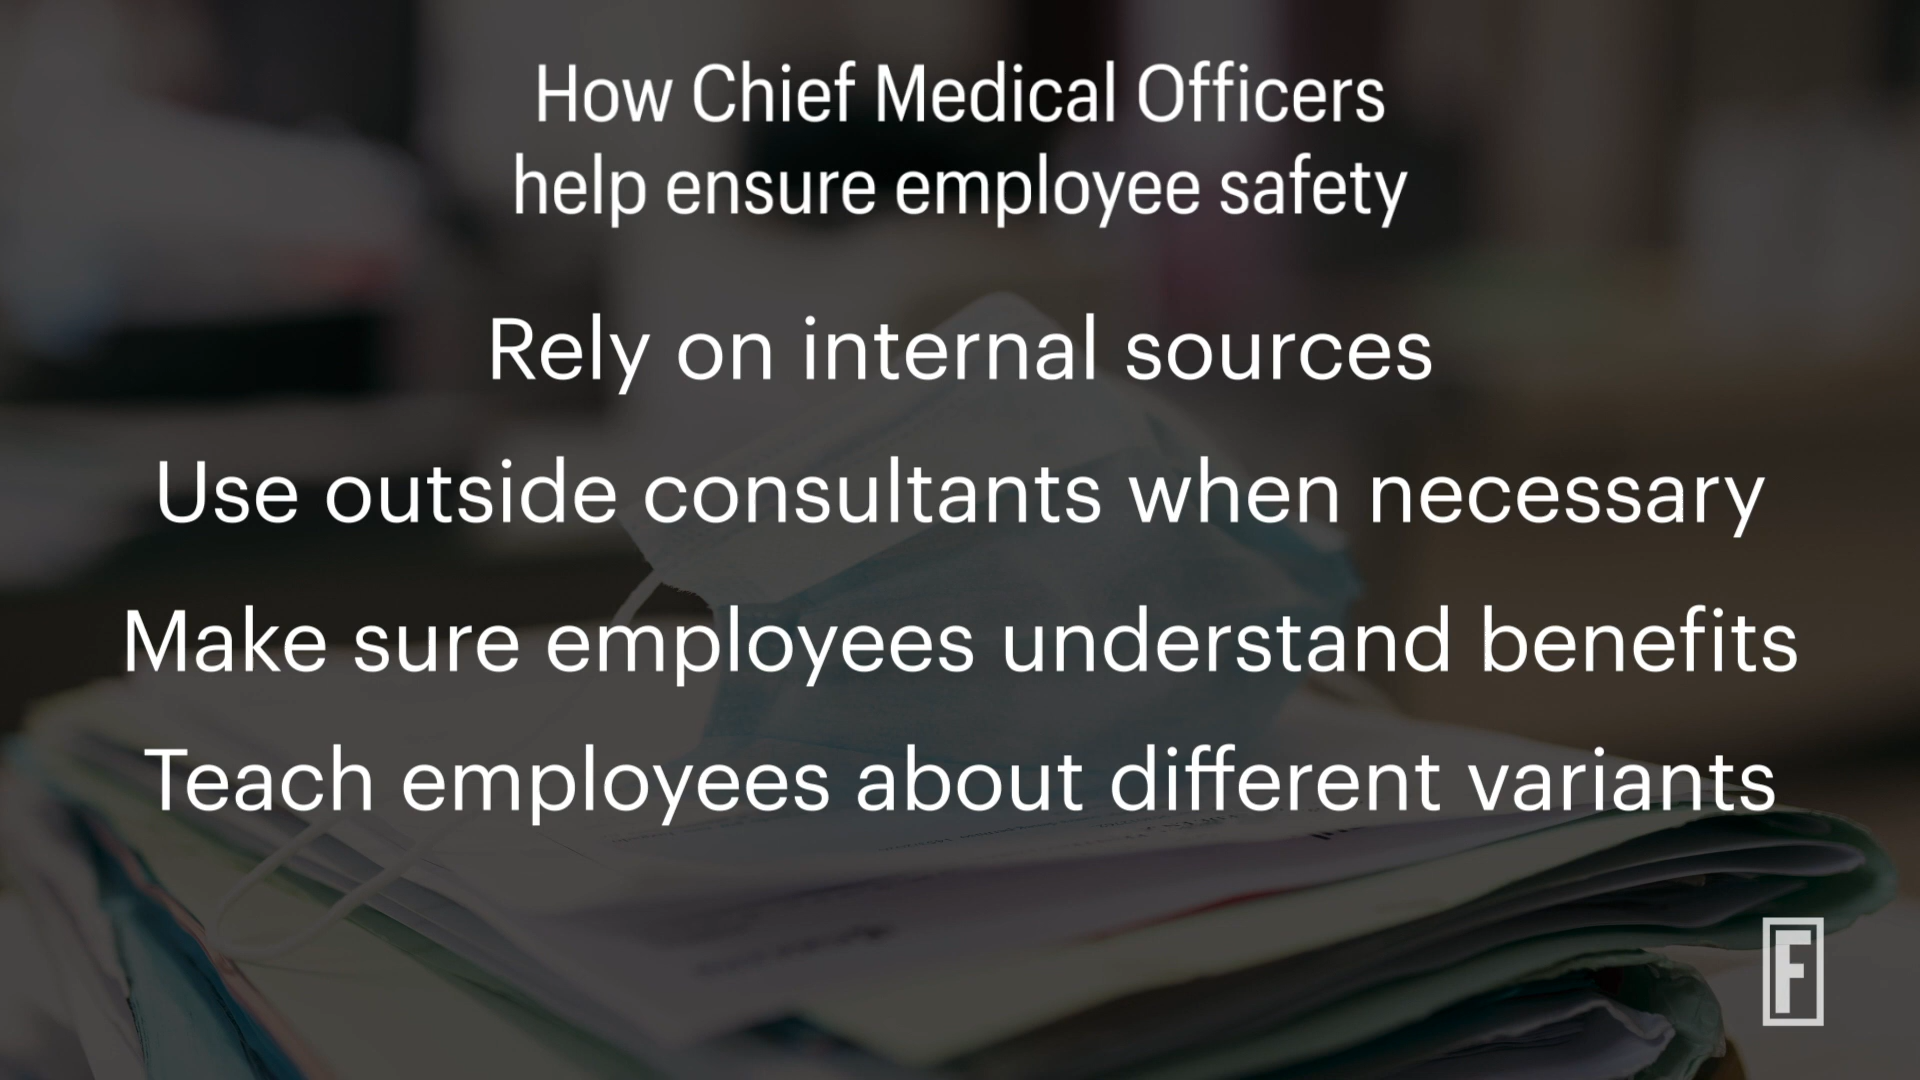 How Chief Medical Officers
help ensure employee safety
Rely on internal sources
Use outside consultants when necessary
Make sure employees understand benefits
Teach employees about different variants
F